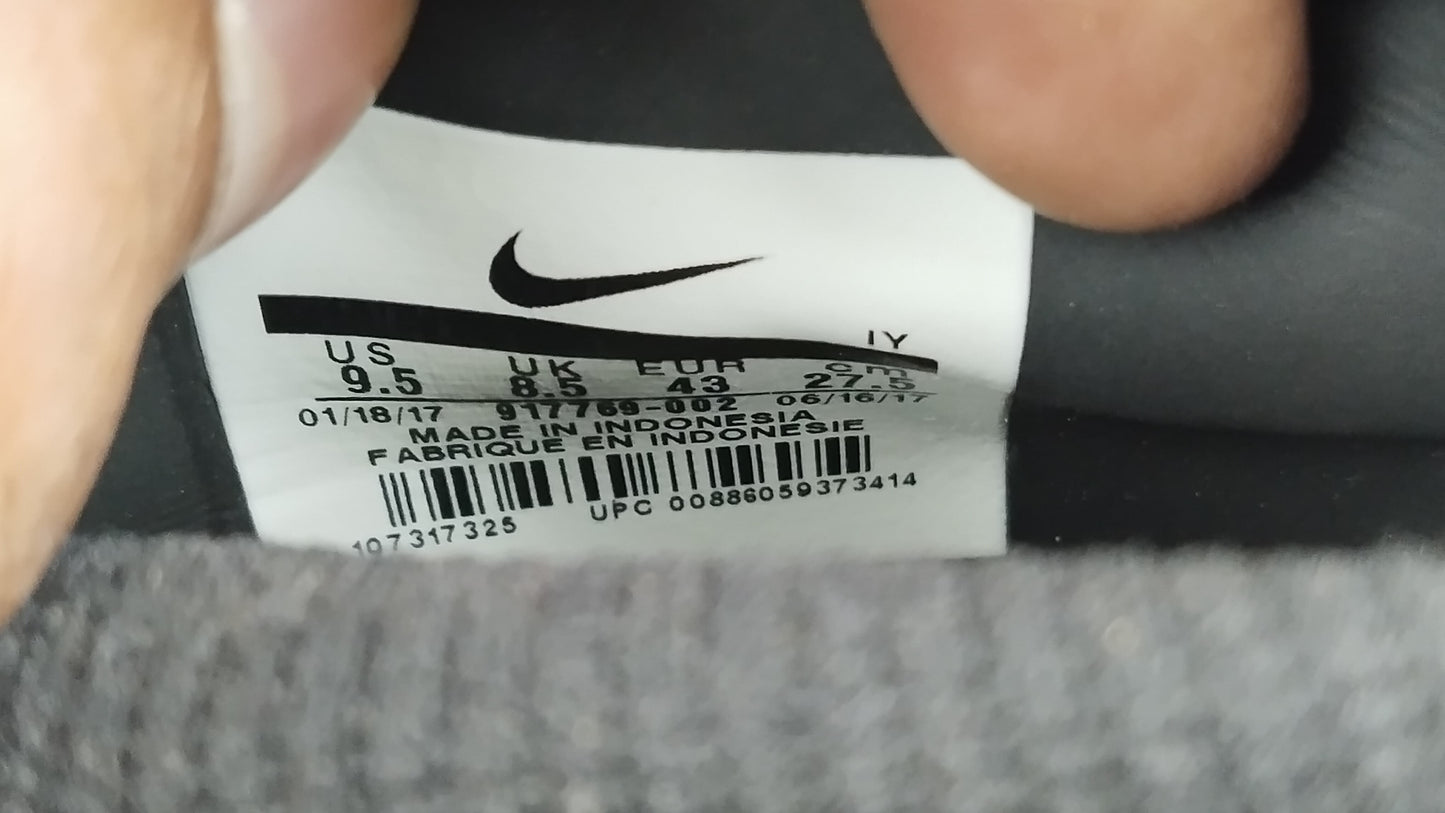 IY
US UK EUR cm
9.5 8.5 43 27.5
01/18/17 917769-002 06/16/17
MADE IN INDONESIA
FABRIQUE EN INDONESIE
107317325 UPC 00886059373414